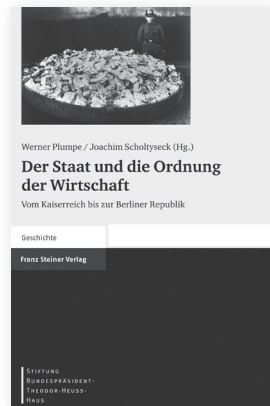 Werner Plumpe / Joachim Scholtyseck (Hg.)
Der Staat und die Ordnung
der Wirtschaft
Vom Kaiserreich bis zur Berliner Republik
Geschichte
Franz Steiner Verlag
STIFTUNG
BUNDESPRÄSIDENT-
THEODOR-HEUSS-
HAUS